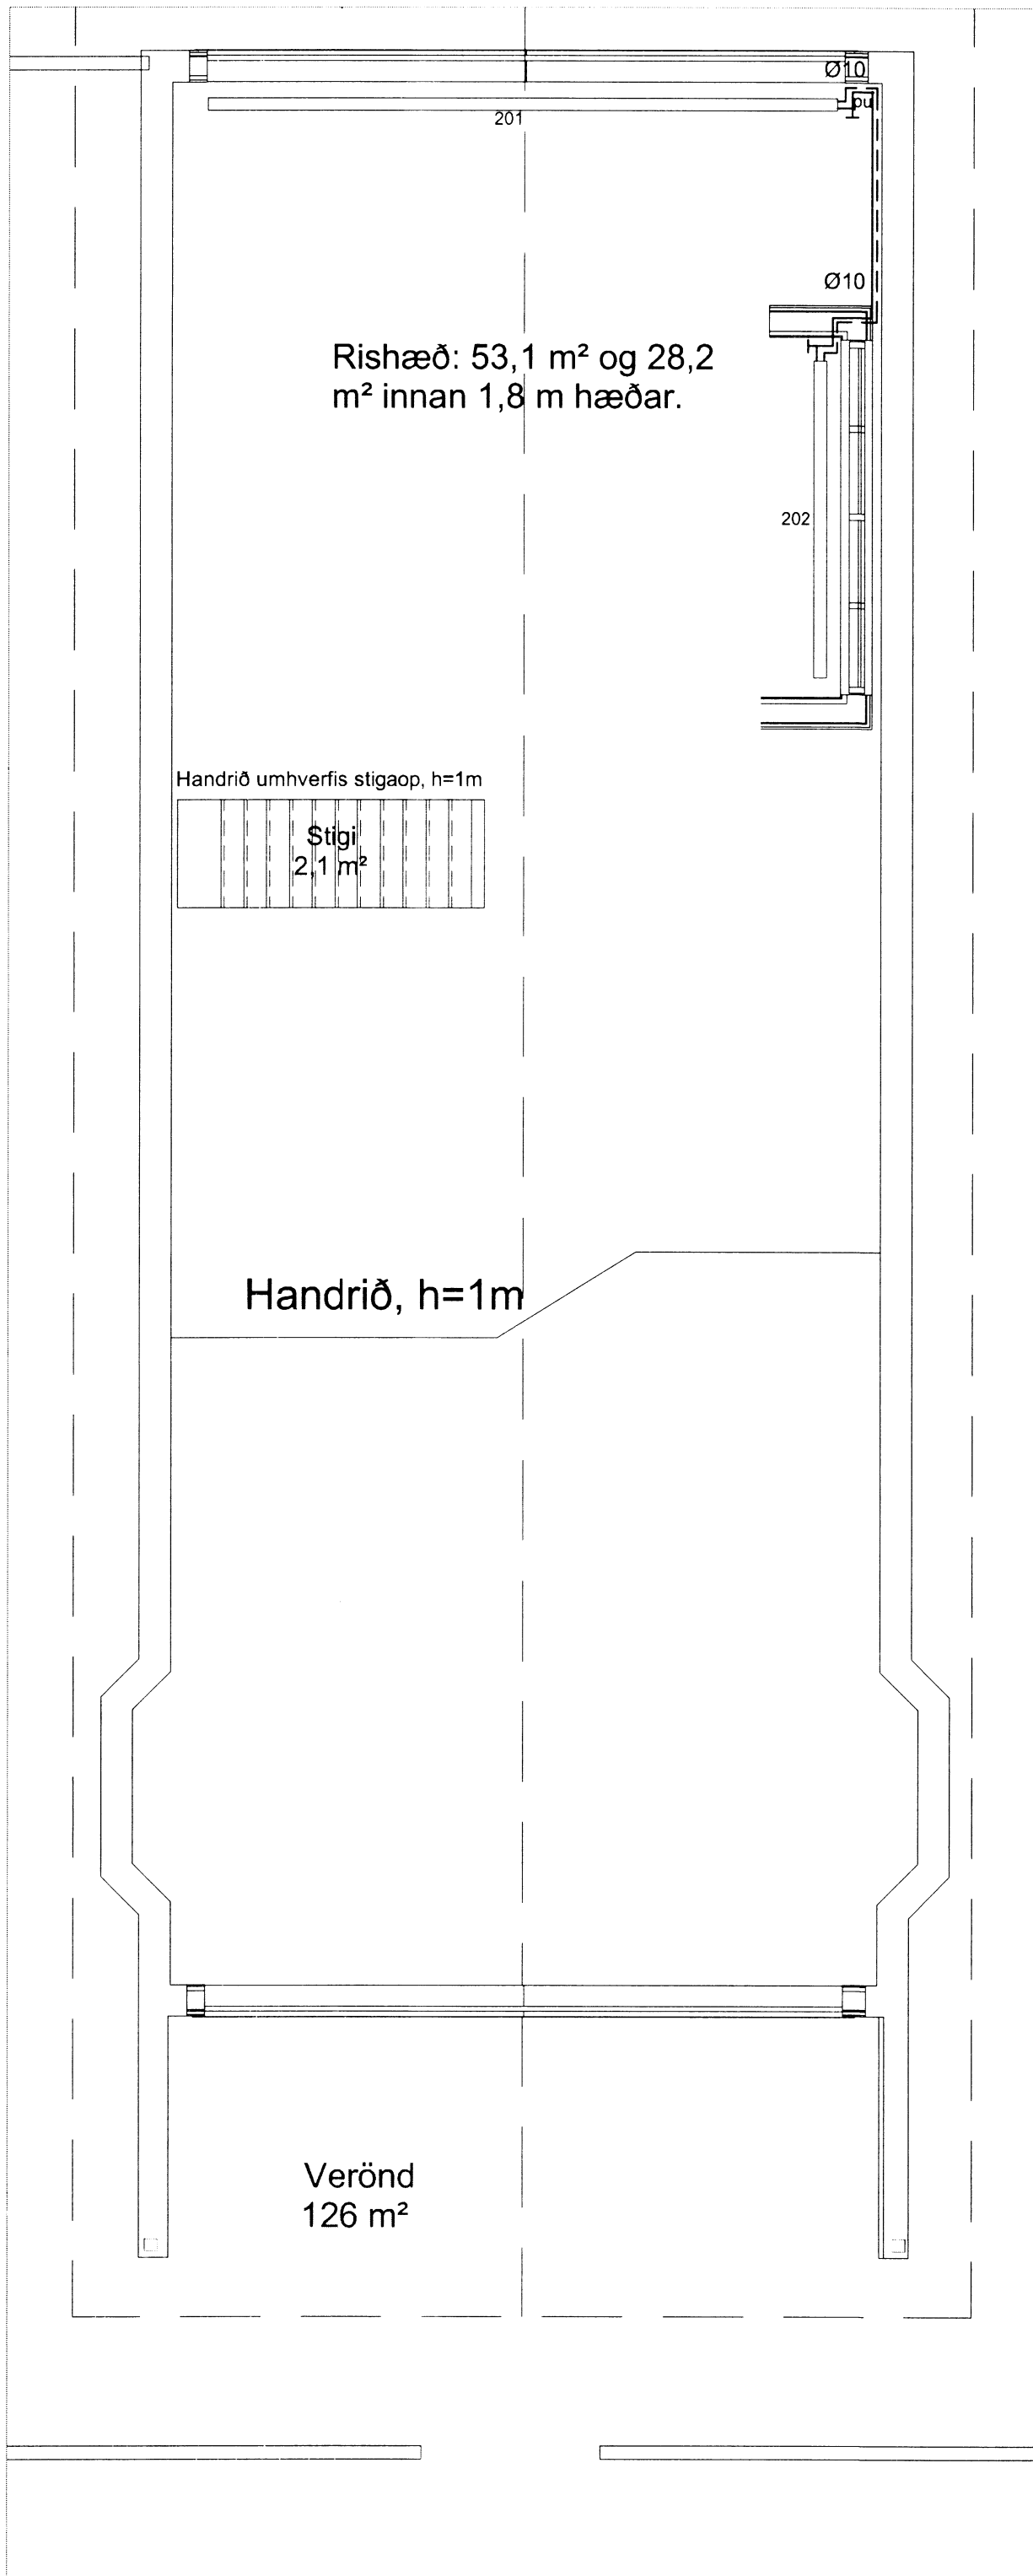 Ø10
pu
201
Ø10
Rishæð: 53,1 m² og 28,2
m² innan 1,8 m hæðar.
202
Handrið umhverfis stigaop, h=1m
Stigi
2,1 m²
Handrið, h=1m
Verönd
126 m²